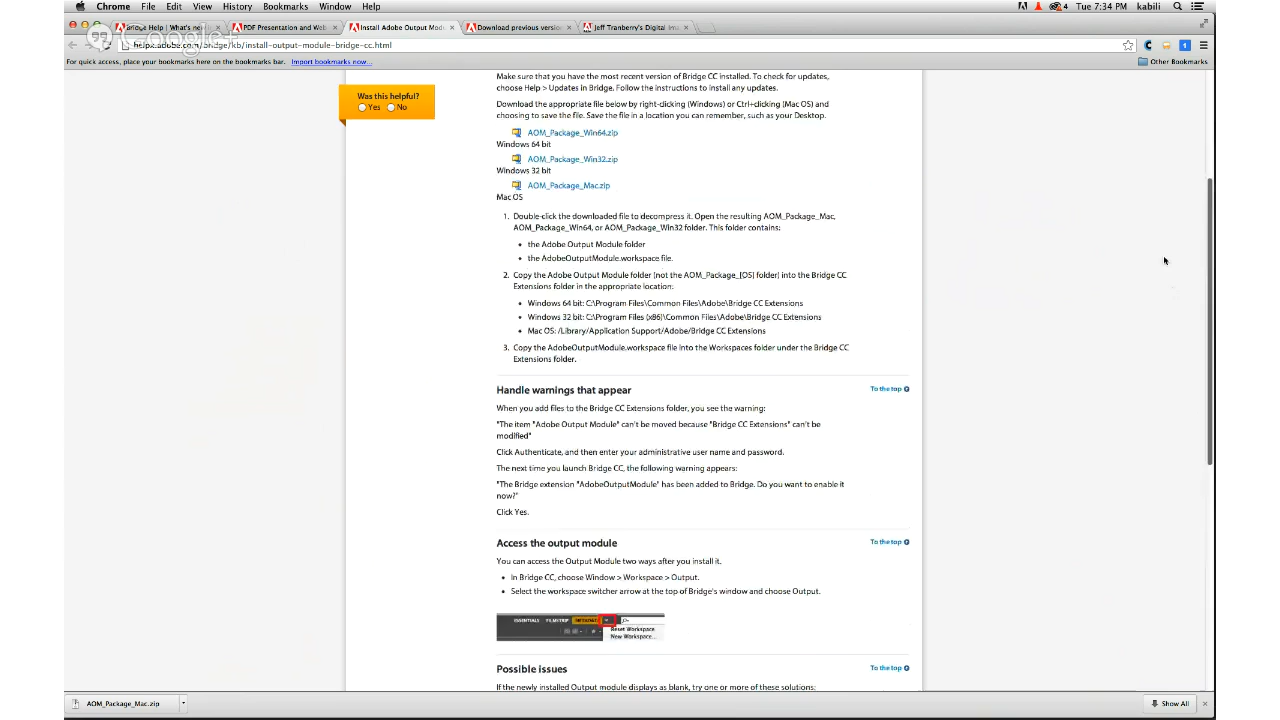 Chrome File Edit View History Bookmarks Window Help
4 Tue 7:34 PM kabili
Bridge Help | What's ne
PDF Presentation and We
Install Adobe Output Modu
Download previous versio
Jeff Tranberry's Digital Ima
Google+
helpx.adobe.com/bridge/kb/install-output-module-bridge-cc.html
For quick access, place your bookmarks here on the bookmarks bar. Import bookmarks now...
Other Bookmarks
Was this helpful?
Yes No
Make sure that you have the most recent version of Bridge CC installed. To check for updates,
choose Help > Updates in Bridge. Follow the instructions to install any updates.
Download the appropriate file below by right-clicking (Windows) or Ctrl+clicking (Mac OS) and
choosing to save the file. Save the file in a location you can remember, such as your Desktop.
AOM_Package_Win64.zip
Windows 64 bit
AOM_Package_Win32.zip
Windows 32 bit
AOM_Package_Mac.zip
Mac OS
1. Double-click the downloaded file to decompress it. Open the resulting AOM_Package_Mac,
AOM_Package_Win64, or AOM_Package_Win32 folder. This folder contains:
• the Adobe Output Module folder
• the AdobeOutputModule.workspace file.
2. Copy the Adobe Output Module folder (not the AOM_Package_[OS] folder) into the Bridge CC
Extensions folder in the appropriate location:
• Windows 64 bit: C:\Program Files\Common Files\Adobe\Bridge CC Extensions
• Windows 32 bit: C:\Program Files (x86)\Common Files\Adobe\Bridge CC Extensions
• Mac OS: /Library/Application Support/Adobe/Bridge CC Extensions
3. Copy the AdobeOutputModule.workspace file into the Workspaces folder under the Bridge CC
Extensions folder.
Handle warnings that appear
To the top
When you add files to the Bridge CC Extensions folder, you see the warning:
"The item "Adobe Output Module" can't be moved because "Bridge CC Extensions" can't be
modified"
Click Authenticate, and then enter your administrative user name and password.
The next time you launch Bridge CC, the following warning appears:
"The Bridge extension "AdobeOutputModule" has been added to Bridge. Do you want to enable it
now?"
Click Yes.
Access the output module
To the top
You can access the Output Module two ways after you install it.
• In Bridge CC, choose Window > Workspace > Output.
• Select the workspace switcher arrow at the top of Bridge's window and choose Output.
ESSENTIALS FILMSTRIP METADATA
Reset Workspace
New Workspace...
Possible issues
To the top
If the newly installed Output module displays as blank, try one or more of these solutions:
AOM_Package_Mac.zip
Show All